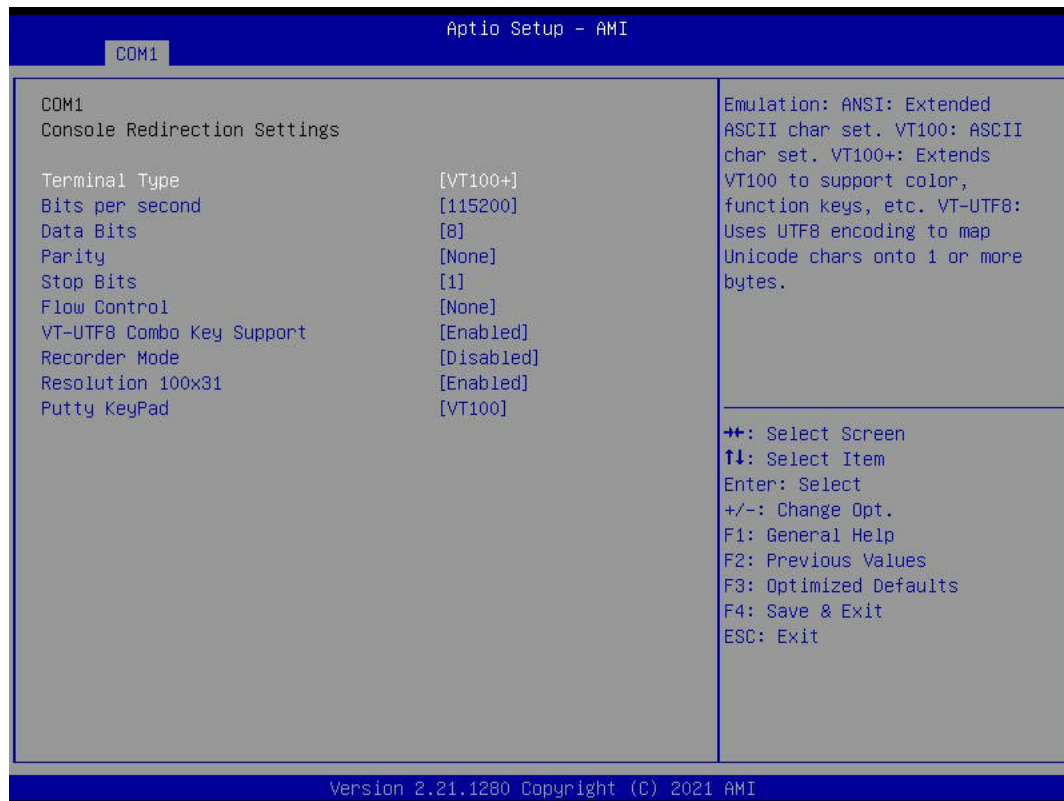 Aptio Setup – AMI
COM1
COM1
Console Redirection Settings
Terminal Type [VT100+]
Bits per second [115200]
Data Bits [8]
Parity [None]
Stop Bits [1]
Flow Control [None]
VT-UTF8 Combo Key Support [Enabled]
Recorder Mode [Disabled]
Resolution 100x31 [Enabled]
Putty KeyPad [VT100]
Emulation: ANSI: Extended
ASCII char set. VT100: ASCII
char set. VT100+: Extends
VT100 to support color,
function keys, etc. VT-UTF8:
Uses UTF8 encoding to map
Unicode chars onto 1 or more
bytes.
→←: Select Screen
↑↓: Select Item
Enter: Select
+/-: Change Opt.
F1: General Help
F2: Previous Values
F3: Optimized Defaults
F4: Save & Exit
ESC: Exit
Version 2.21.1280 Copyright (C) 2021 AMI